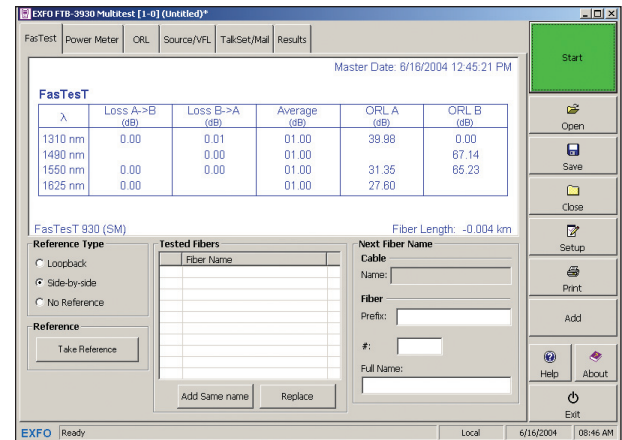 EXFO FTB-3930 Multitest [1-0] (Untitled)*
FasTest Power Meter ORL Source/VFL TalkSet/Mail Results
Master Date: 6/16/2004 12:45:21 PM
FasTesT
λ Loss A->B (dB) Loss B->A (dB) Average (dB) ORL A (dB) ORL B (dB)
1310 nm 0.00 0.01 01.00 39.98 0.00
1490 nm 0.00 01.00 67.14
1550 nm 0.00 0.00 01.00 31.35 65.23
1625 nm 0.00 01.00 27.60
FasTesT 930 (SM) Fiber Length: -0.004 km
Reference Type
Loopback
Side-by-side
No Reference
Reference
Take Reference
Tested Fibers
Fiber Name
Add Same name Replace
Next Fiber Name
Cable
Name:
Fiber
Prefix:
#:
Full Name:
Start
Open
Save
Close
Setup
Print
Add
Help About
Exit
EXFO Ready Local 6/16/2004 08:46 AM